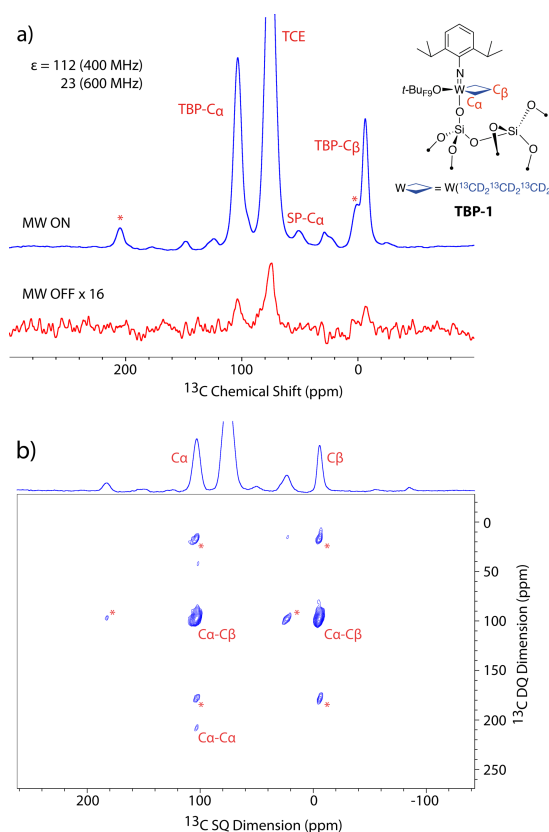 a)
ε = 112 (400 MHz)
23 (600 MHz)
TCE
TBP-Cα
TBP-Cβ
SP-Cα
*
*
MW ON
MW OFF x 16
200
100
0
¹³C Chemical Shift (ppm)
N
t-BuF9O
W
Cβ
Cα
O
Si
O
Si
O
O
O
O
O
W = W(¹³CD₂¹³CD₂¹³CD₂
TBP-1
b)
Cα
Cβ
*
*
*
*
Cα-Cβ
Cα-Cβ
*
*
Cα-Cα
0
50
100
150
200
250
¹³C DQ Dimension (ppm)
200
100
0
-100
¹³C SQ Dimension (ppm)